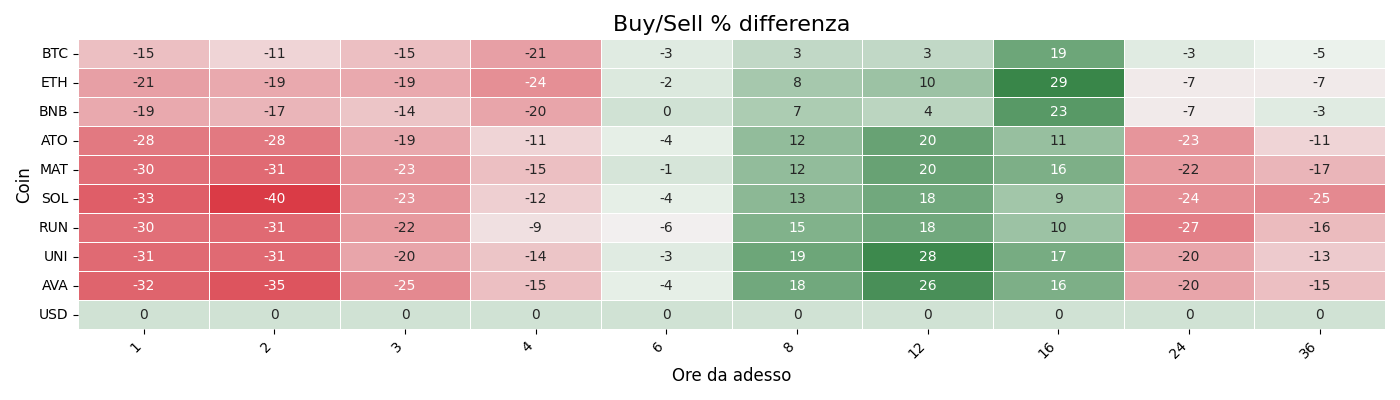 Buy/Sell % differenza
Coin
BTC -15 -11 -15 -21 -3 3 3 19 -3 -5
ETH -21 -19 -19 -24 -2 8 10 29 -7 -7
BNB -19 -17 -14 -20 0 7 4 23 -7 -3
ATO -28 -28 -19 -11 -4 12 20 11 -23 -11
MAT -30 -31 -23 -15 -1 12 20 16 -22 -17
SOL -33 -40 -23 -12 -4 13 18 9 -24 -25
RUN -30 -31 -22 -9 -6 15 18 10 -27 -16
UNI -31 -31 -20 -14 -3 19 28 17 -20 -13
AVA -32 -35 -25 -15 -4 18 26 16 -20 -15
USD 0 0 0 0 0 0 0 0 0 0
1 2 3 4 6 8 12 16 24 36
Ore da adesso